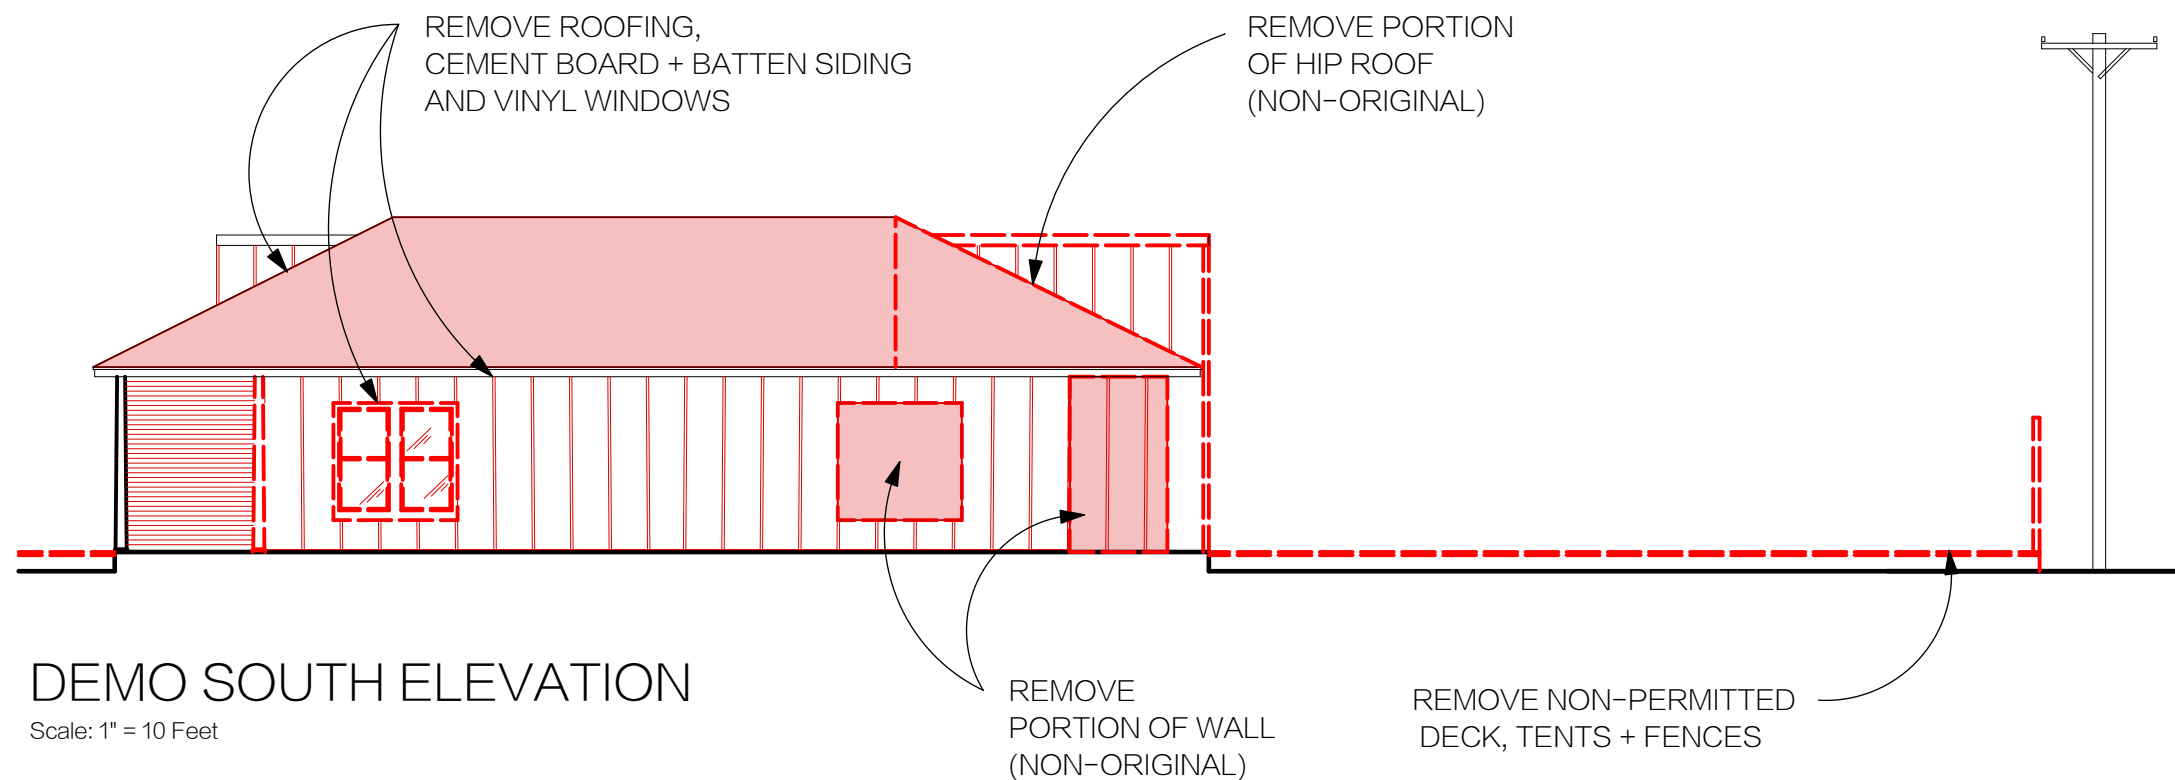 REMOVE ROOFING,
CEMENT BOARD + BATTEN SIDING
AND VINYL WINDOWS
REMOVE PORTION
OF HIP ROOF
(NON-ORIGINAL)
DEMO SOUTH ELEVATION
Scale: 1" = 10 Feet
REMOVE
PORTION OF WALL
(NON-ORIGINAL)
REMOVE NON-PERMITTED
DECK, TENTS + FENCES